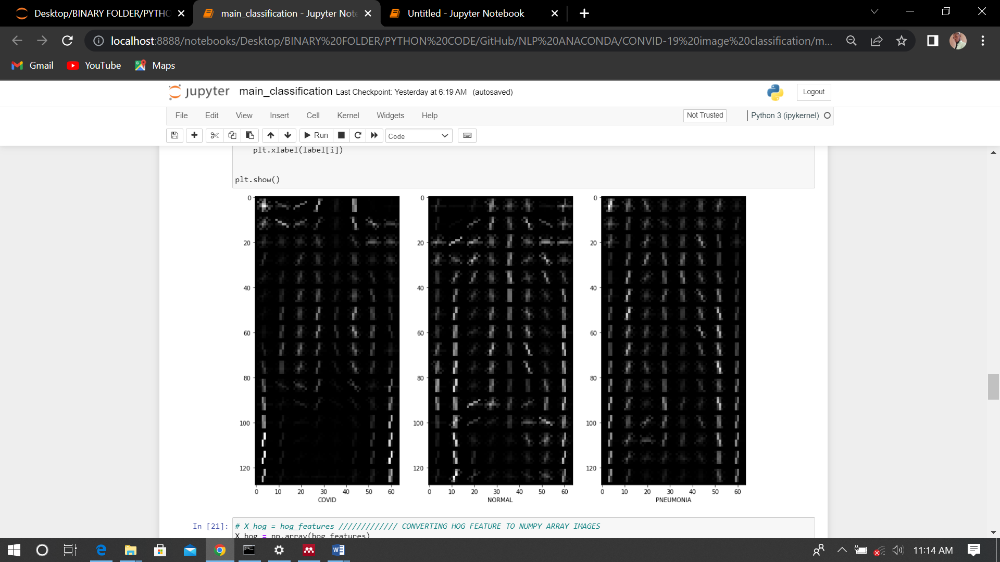 Desktop/BINARY FOLDER/PYTHO
main_classification - Jupyter Note
Untitled - Jupyter Notebook
localhost:8888/notebooks/Desktop/BINARY%20FOLDER/PYTHON%20CODE/GitHub/NLP%20ANACONDA/CONVID-19%20image%20classification/m...
Gmail YouTube Maps
jupyter main_classification Last Checkpoint: Yesterday at 6:19 AM (autosaved)
Logout
File Edit View Insert Cell Kernel Widgets Help
Not Trusted
Python 3 (ipykernel)
Run
Code
plt.xlabel(label[i])
plt.show()
0
20
40
60
80
100
120
0 10 20 30 40 50 60
COVID
0
20
40
60
80
100
120
0 10 20 30 40 50 60
NORMAL
0
20
40
60
80
100
120
0 10 20 30 40 50 60
PNEUMONIA
In [21]: # X_hog = hog_features ///////////// CONVERTING HOG FEATURE TO NUMPY ARRAY IMAGES
X_hog = np.array(hog_features)
11:14 AM